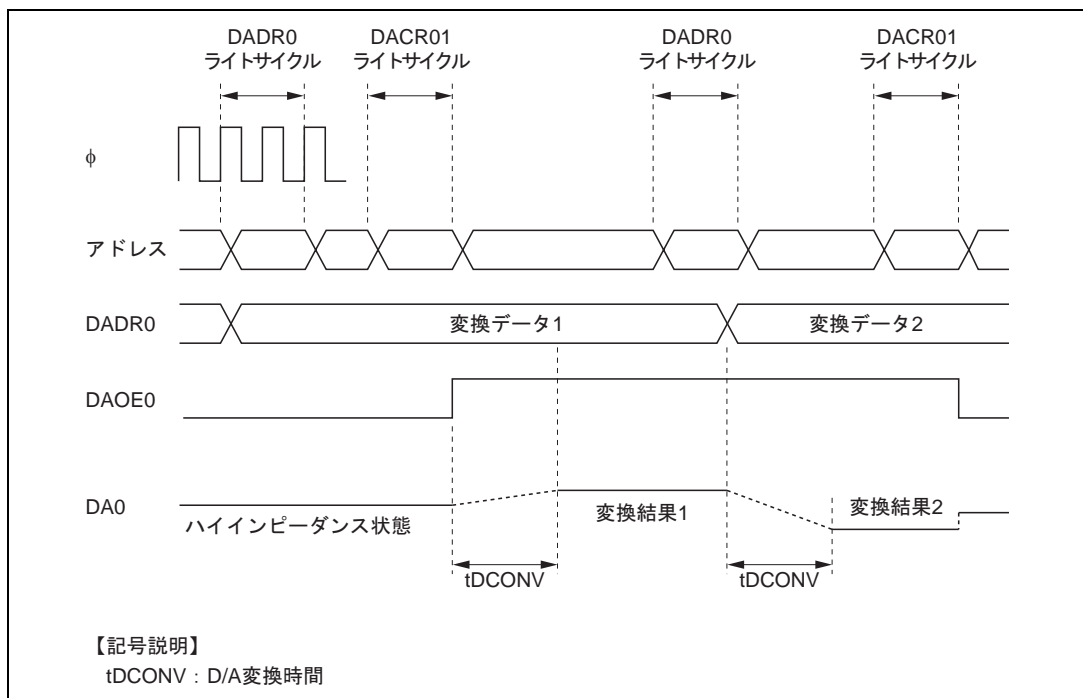 DADR0
ライトサイクル
DACR01
ライトサイクル
DADR0
ライトサイクル
DACR01
ライトサイクル
φ
アドレス
DADR0
変換データ1
変換データ2
DAOE0
DA0
ハイインピーダンス状態
変換結果1
変換結果2
tDCONV
tDCONV
【記号説明】
tDCONV：D/A変換時間